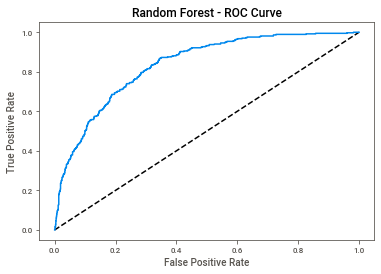 Random Forest - ROC Curve
True Positive Rate
1.0
0.8
0.6
0.4
0.2
0.0
0.0 0.2 0.4 0.6 0.8 1.0
False Positive Rate